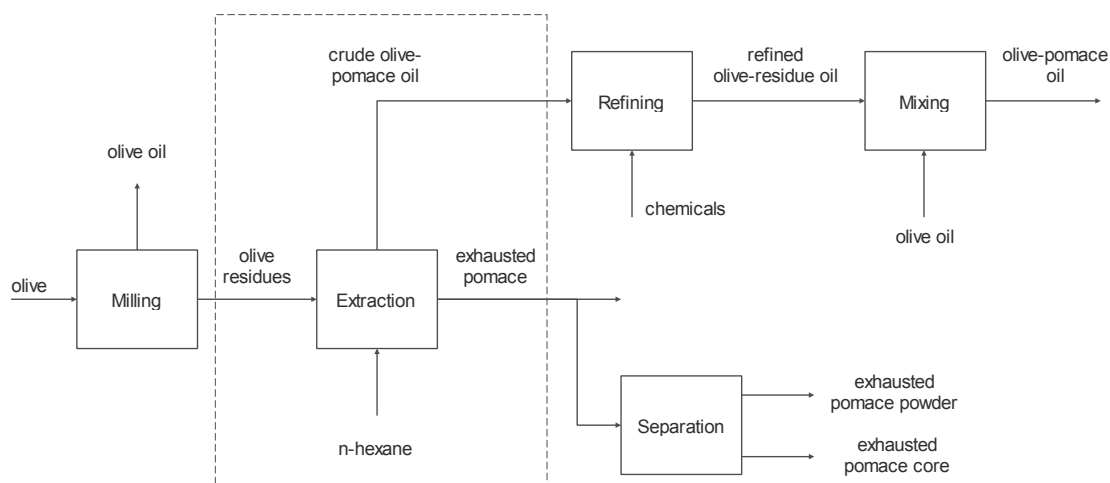 crude olive-
pomace oil
Refining
refined
olive-residue oil
Mixing
olive-pomace
oil
olive oil
chemicals
olive oil
olive
Milling
olive
residues
Extraction
exhausted
pomace
n-hexane
Separation
exhausted
pomace powder
exhausted
pomace core